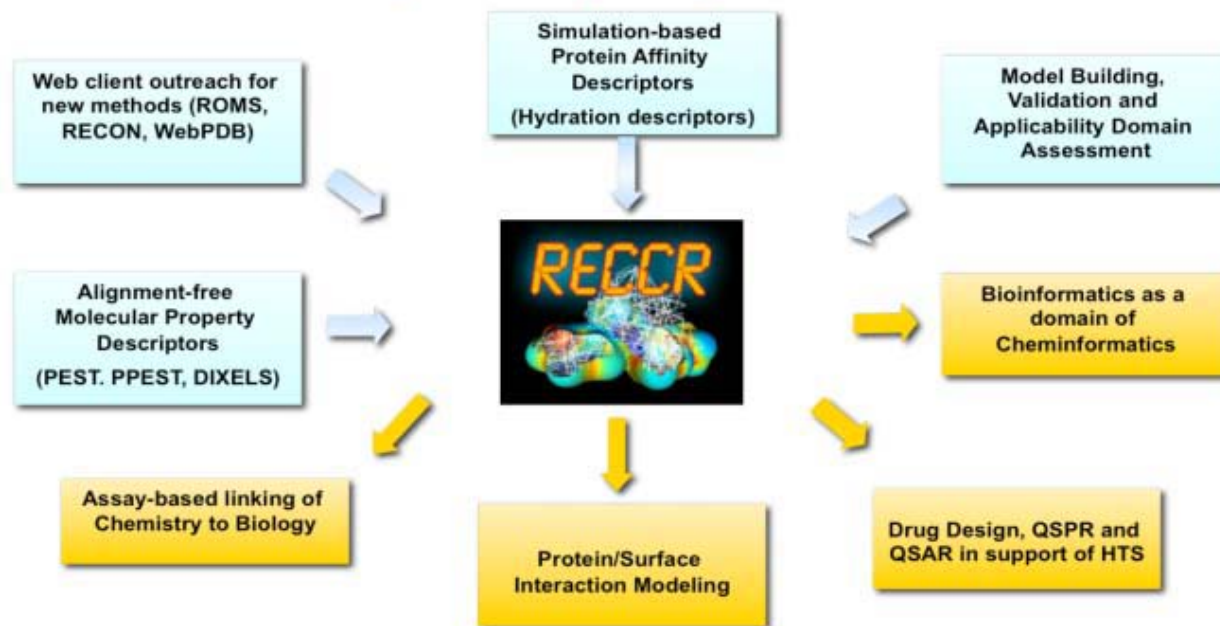 Web client outreach for
new methods (ROMS,
RECON, WebPDB)
Simulation-based
Protein Affinity
Descriptors
(Hydration descriptors)
Model Building,
Validation and
Applicability Domain
Assessment
Alignment-free
Molecular Property
Descriptors
(PEST. PPEST, DIXELS)
RECCR
Bioinformatics as a
domain of
Cheminformatics
Assay-based linking of
Chemistry to Biology
Protein/Surface
Interaction Modeling
Drug Design, QSPR and
QSAR in support of HTS